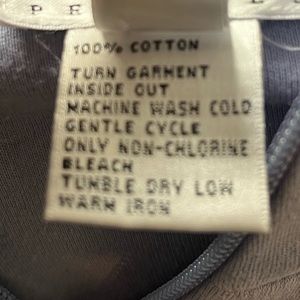 P E L
100% COTTON
TURN GARMENT
INSIDE OUT
MACHINE WASH COLD
GENTLE CYCLE
ONLY NON-CHLORINE
BLEACH
TUMBLE DRY LOW
WARM IRON